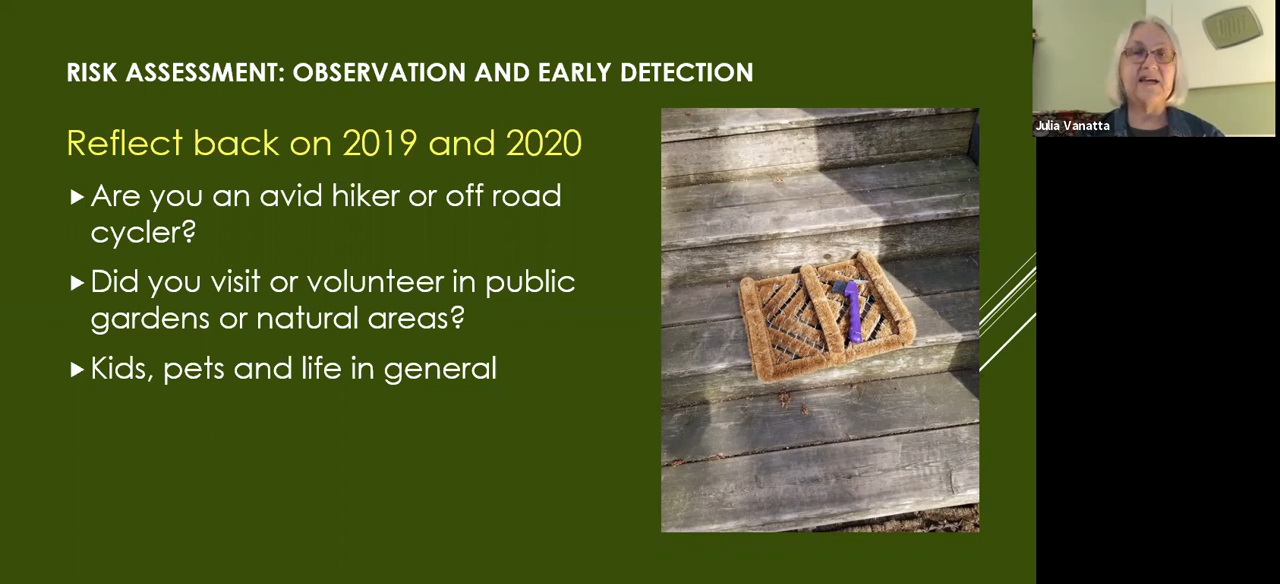 RISK ASSESSMENT: OBSERVATION AND EARLY DETECTION
Reflect back on 2019 and 2020
Are you an avid hiker or off road
cycler?
Did you visit or volunteer in public
gardens or natural areas?
Kids, pets and life in general
Julia Vanatta